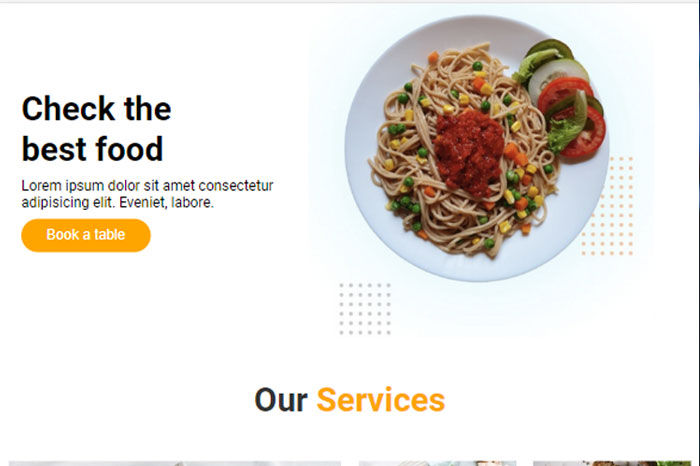 Check the
best food
Lorem ipsum dolor sit amet consectetur
adipisicing elit. Eveniet, labore.
Book a table
Our Services